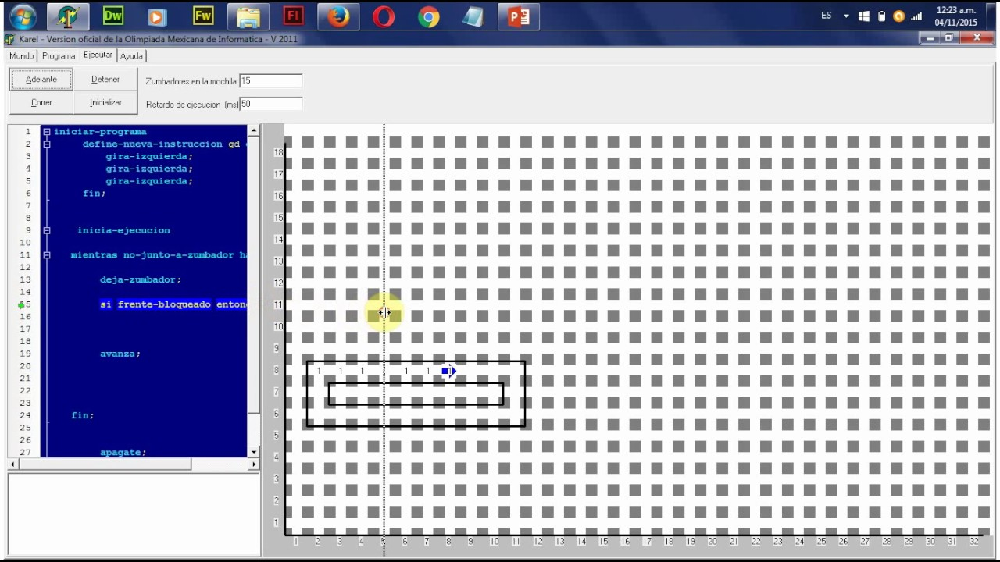 Dw
Fw
Fl
P
ES
12:23 a.m.
04/11/2015
Karel - Version oficial de la Olimpiada Mexicana de Informatica - V 2011
Mundo Programa Ejecutar Ayuda
Adelante Detener Zumbadores en la mochila: 15
Correr Inicializar Retardo de ejecucion (ms) 50
1 iniciar-programa
2 define-nueva-instruccion gd
3 gira-izquierda;
4 gira-izquierda;
5 gira-izquierda;
6 fin;
7
8
9 inicia-ejecucion
10
11 mientras no-junto-a-zumbador ha
12
13 deja-zumbador;
14
15 si frente-bloqueado enton
16
17
18
19 avanza;
20
21
22
23
24 fin;
25
26
27 apagate;
18
17
16
15
14
13
12
11
10
9
8 1 1 1 1 1
7
6
5
4
3
2
1
1 2 3 4 5 6 7 8 9 10 11 12 13 14 15 16 17 18 19 20 21 22 23 24 25 26 27 28 29 30 31 32